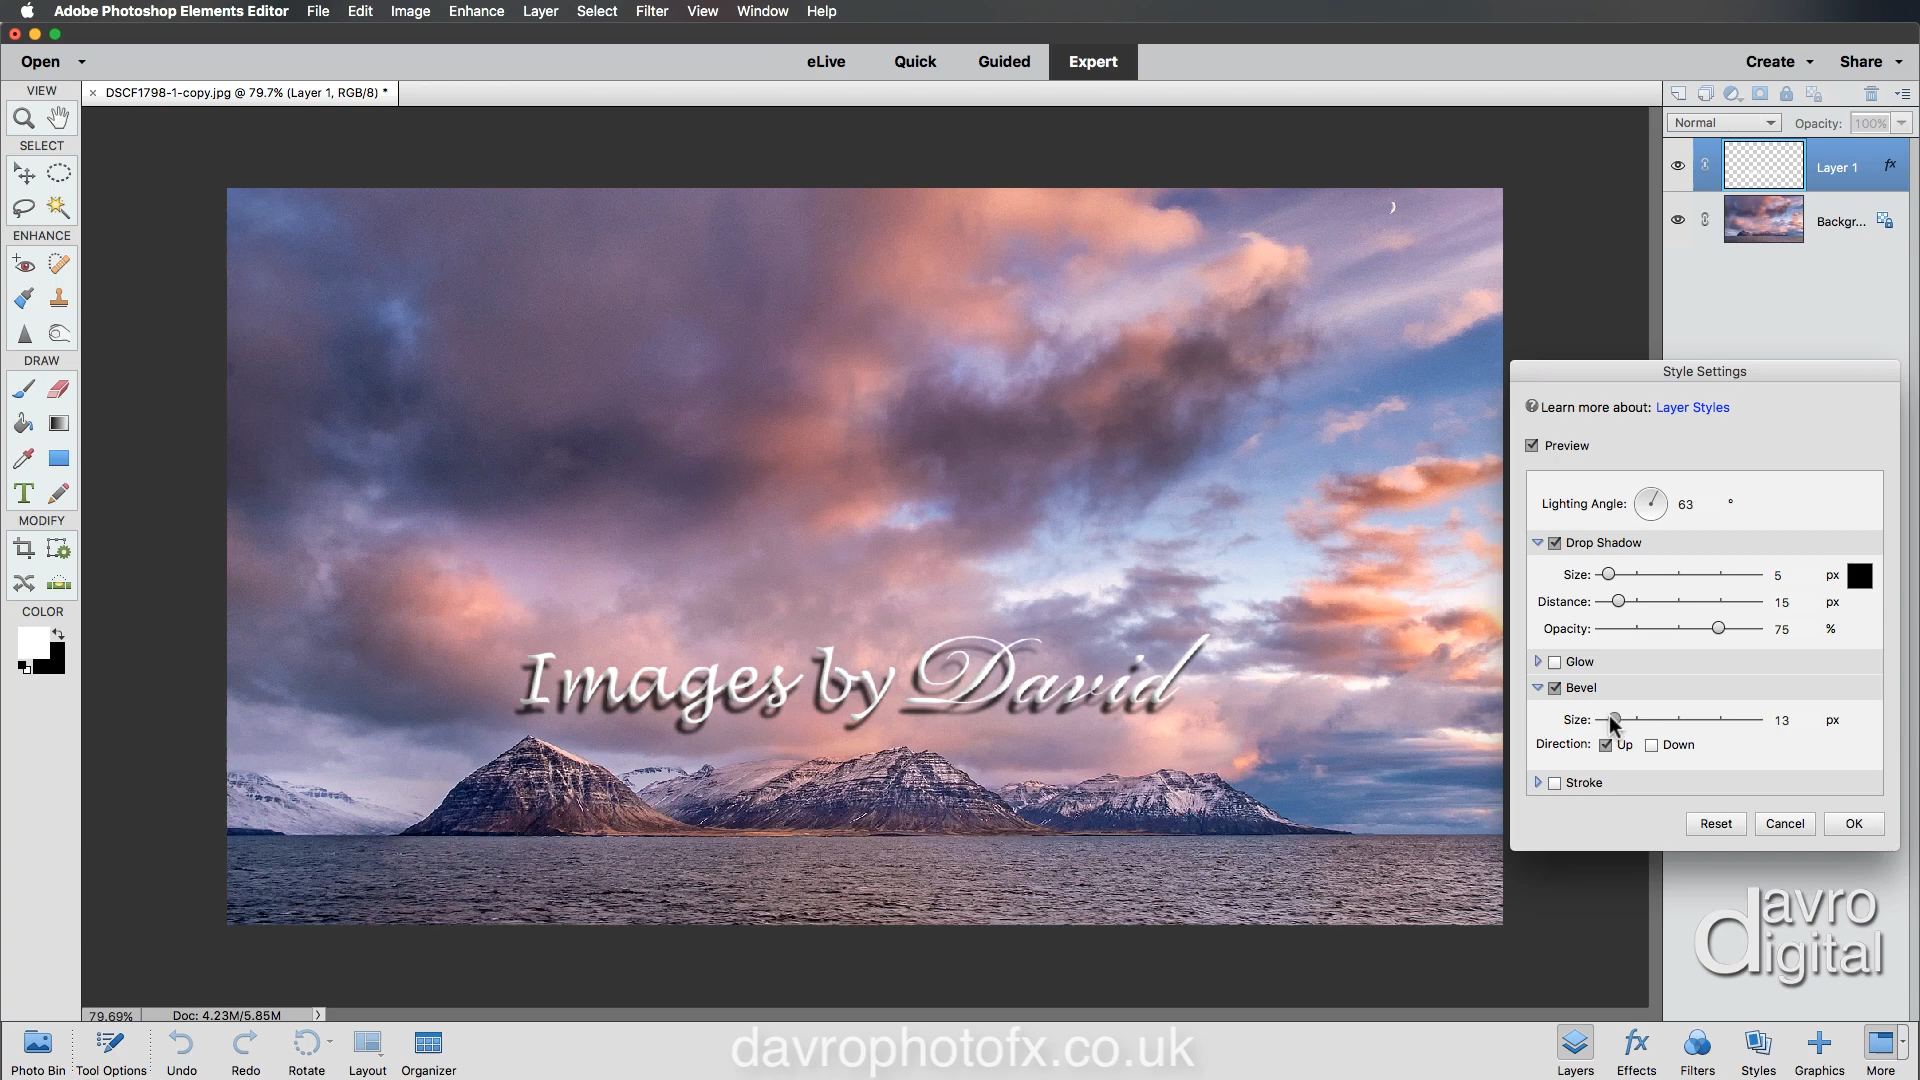 Adobe Photoshop Elements Editor File Edit Image Enhance Layer Select Filter View Window Help
Open eLive Quick Guided Expert Create Share
VIEW
× DSCF1798-1-copy.jpg @ 79.7% (Layer 1, RGB/8) *
Normal Opacity: 100%
SELECT
Layer 1 fx
Backgr...
ENHANCE
DRAW
T
MODIFY
COLOR
Images by David
Style Settings
Learn more about: Layer Styles
Preview
Lighting Angle: 63 °
Drop Shadow
Size: 5 px
Distance: 15 px
Opacity: 75 %
Glow
Bevel
Size: 13 px
Direction: Up Down
Stroke
Reset Cancel OK
davro
digital
79.69% Doc: 4.23M/5.85M
Photo Bin Tool Options Undo Redo Rotate Layout Organizer
davrophotofx.co.uk
fx
Layers Effects Filters Styles Graphics More